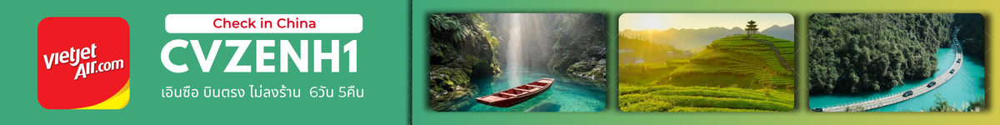 vietjet
Air.com
Check in China
CVZENH1
เอินซือ บินตรง ไม่ลงร้าน 6วัน 5คืน